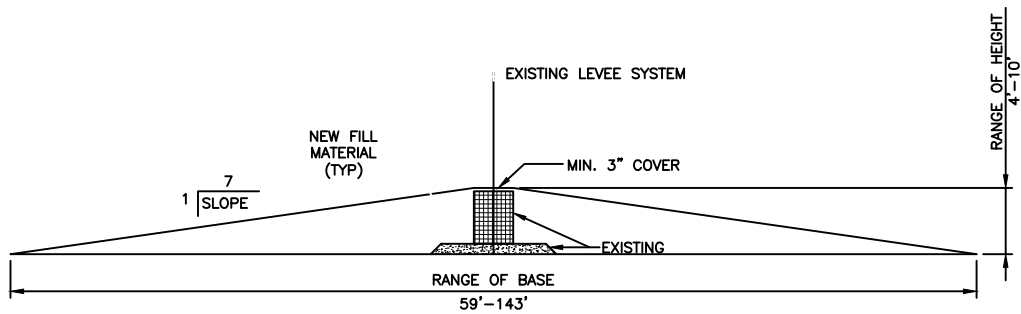 EXISTING LEVEE SYSTEM
RANGE OF HEIGHT
4'-10'
NEW FILL
MATERIAL
(TYP)
MIN. 3" COVER
7
1
SLOPE
EXISTING
RANGE OF BASE
59'-143'